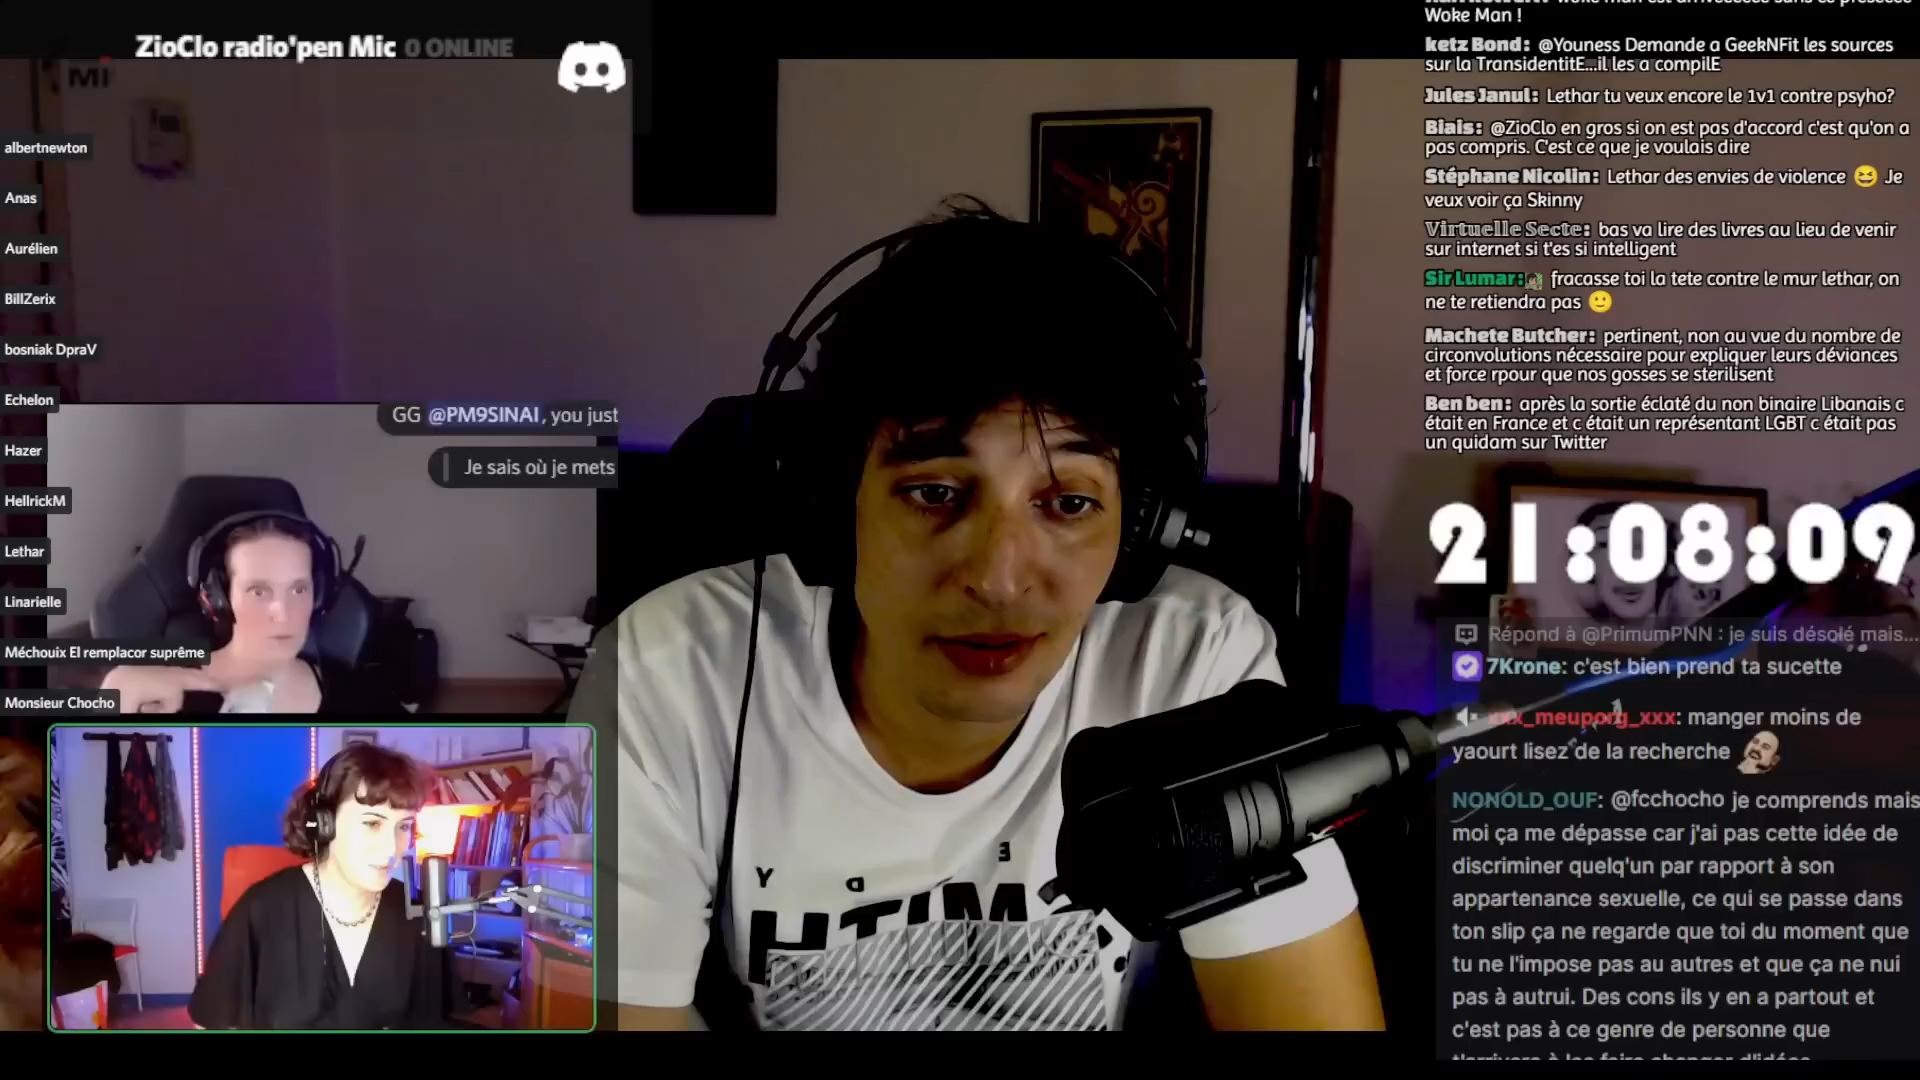 ZioClo radio'pen Mic 0 ONLINE
MI
albertnewton
Anas
Aurélien
BillZerix
bosniak DpraV
Echelon
Hazer
HellrickM
Lethar
Linarielle
Méchouix El remplacor suprême
Monsieur Chocho
GG @PM9SINAI, you just
Je sais où je mets
Woke Man !
ketz Bond: @Youness Demande a GeekNFit les sources
sur la TransidentitE...il les a compilE
Jules Janul: Lethar tu veux encore le 1v1 contre psyho?
Biais: @ZioClo en gros si on est pas d'accord c'est qu'on a
pas compris. C'est ce que je voulais dire
Stéphane Nicolin: Lethar des envies de violence 😆 Je
veux voir ça Skinny
Virtuelle Secte: bas va lire des livres au lieu de venir
sur internet si t'es si intelligent
Sir Lumar: fracasse toi la tete contre le mur lethar, on
ne te retiendra pas 🙂
Machete Butcher: pertinent, non au vue du nombre de
circonvolutions nécessaire pour expliquer leurs déviances
et force rpour que nos gosses se sterilisent
Ben ben: après la sortie éclaté du non binaire Libanais c
était en France et c était un représentant LGBT c était pas
un quidam sur Twitter
21:08:09
Répond à @PrimumPNN : je suis désolé mais...
7Krone: c'est bien prend ta sucette
xxx_meuporg_xxx: manger moins de
yaourt lisez de la recherche
NONOLD_OUF: @fcchocho je comprends mais
moi ça me dépasse car j'ai pas cette idée de
discriminer quelq'un par rapport à son
appartenance sexuelle, ce qui se passe dans
ton slip ça ne regarde que toi du moment que
tu ne l'impose pas au autres et que ça ne nui
pas à autrui. Des cons ils y en a partout et
c'est pas à ce genre de personne que